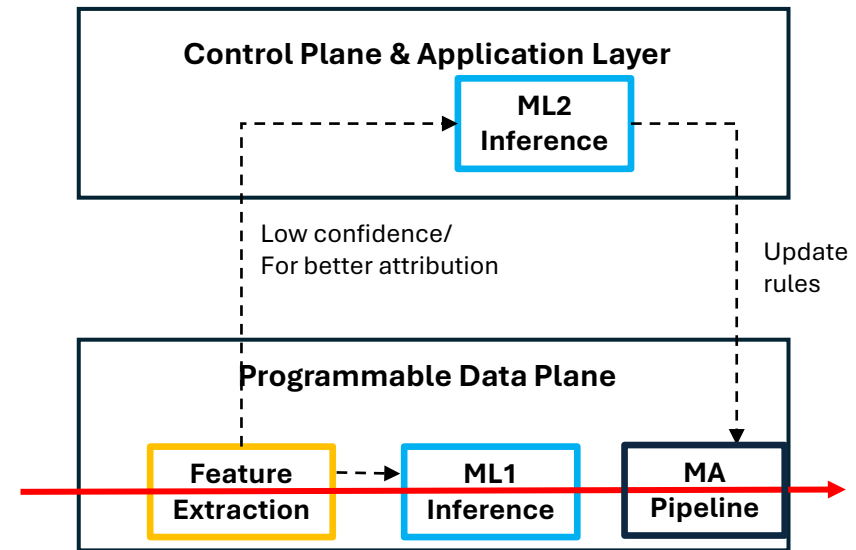 Control Plane & Application Layer
ML2
Inference
Low confidence/
For better attribution
Update
rules
Programmable Data Plane
Feature
Extraction
ML1
Inference
MA
Pipeline